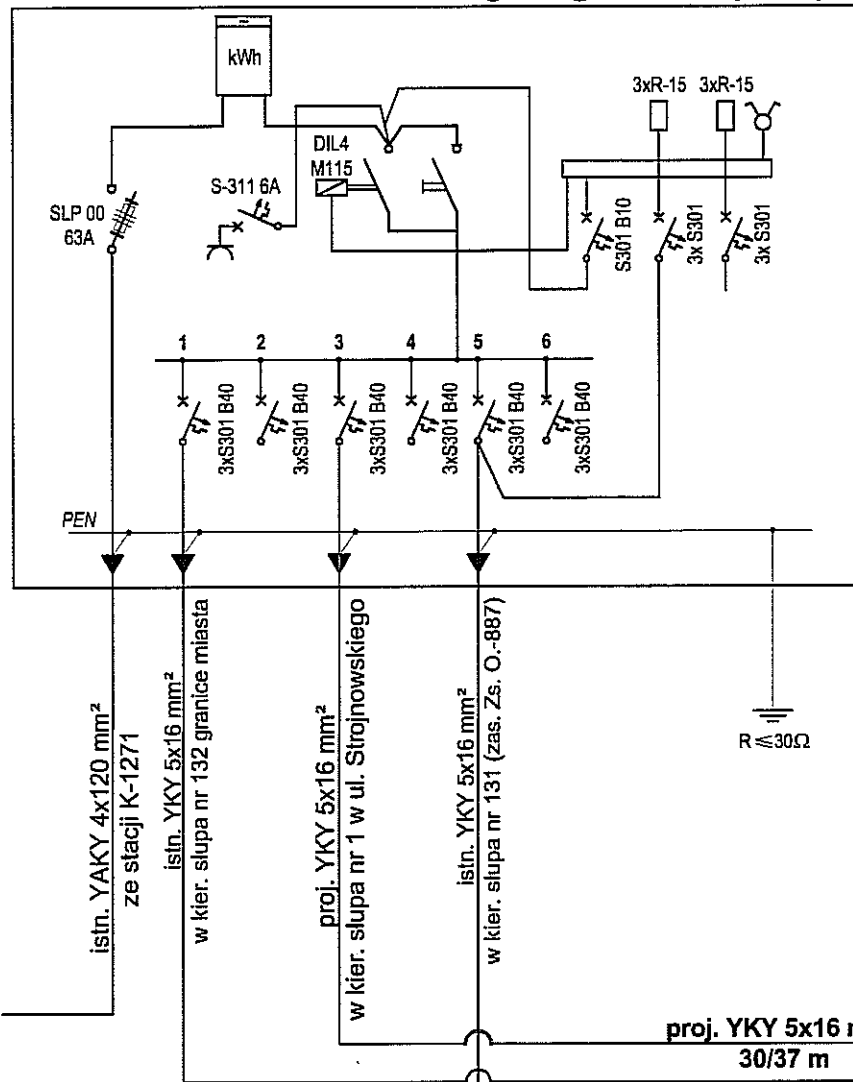 kWh
3xR-15
3xR-15
DIL4
M115
S-311 6A
SLP 00
63A
S301 B10
3x S301
3x S301
1
2
3
4
5
6
3xS301 B40
3xS301 B40
3xS301 B40
3xS301 B40
3xS301 B40
3xS301 B40
PEN
istn. YAKY 4x120 mm²
ze stacji K-1271
istn. YKY 5x16 mm²
w kier. słupa nr 132 granice miasta
proj. YKY 5x16 mm²
w kier. słupa nr 1 w ul. Strojnowskiego
istn. YKY 5x16 mm²
w kier. słupa nr 131 (zas. Zs. O.-887)
R≤30Ω
proj. YKY 5x16
30/37 m